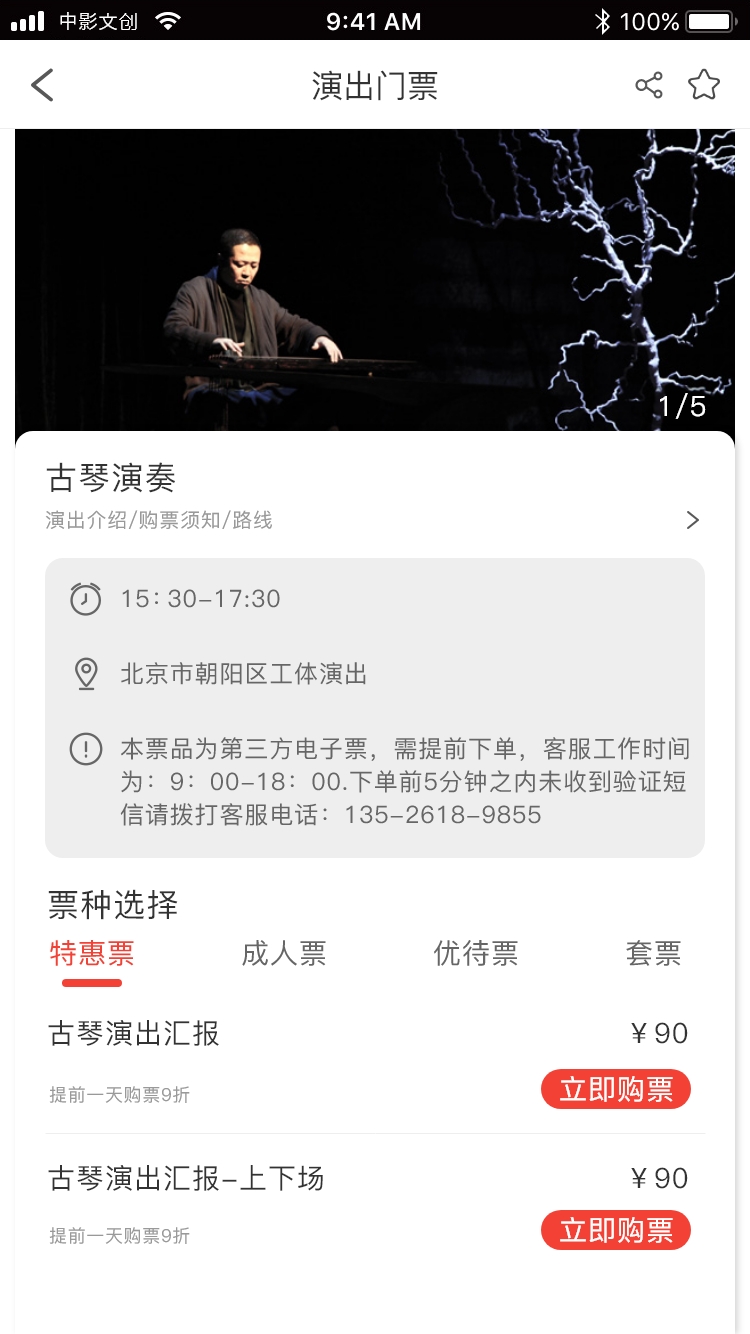 中影文创 9:41 AM 100%
演出门票
1/5
古琴演奏
演出介绍/购票须知/路线
15：30-17:30
北京市朝阳区工体演出
本票品为第三方电子票，需提前下单，客服工作时间
为：9：00-18：00.下单前5分钟之内未收到验证短
信请拨打客服电话：135-2618-9855
票种选择
特惠票 成人票 优待票 套票
古琴演出汇报 ¥ 90
提前一天购票9折 立即购票
古琴演出汇报-上下场 ¥ 90
提前一天购票9折 立即购票